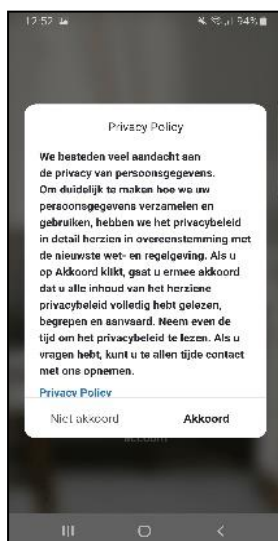 12:52
94%
Privacy Policy
We besteden veel aandacht aan
de privacy van persoonsgegevens.
Om duidelijk te maken hoe we uw
persoonsgegevens verzamelen en
gebruiken, hebben we het privacybeleid
in detail herzien in overeenstemming met
de nieuwste wet- en regelgeving. Als u
op Akkoord klikt, gaat u ermee akkoord
dat u alle inhoud van het herziene
privacybeleid volledig hebt gelezen,
begrepen en aanvaard. Neem even de
tijd om het privacybeleid te lezen. Als u
vragen hebt, kunt u te allen tijde contact
met ons opnemen.
Privacy Policy
Niet akkoord Akkoord
account